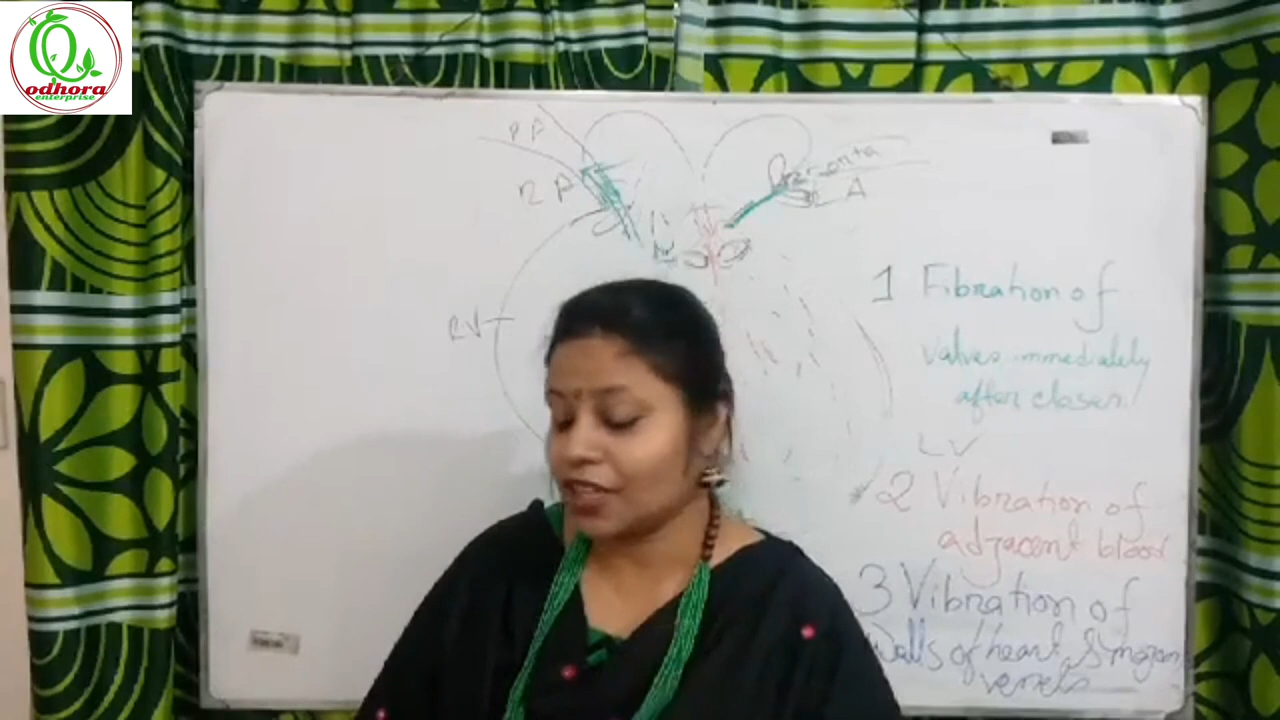 odhora
enterprise
PA
RA
RV
LA
1 Fibration of
valves immediately
after closer
LV
2 Vibration of
adjacent blood
3 Vibration of
Walls of heart & major
vessels